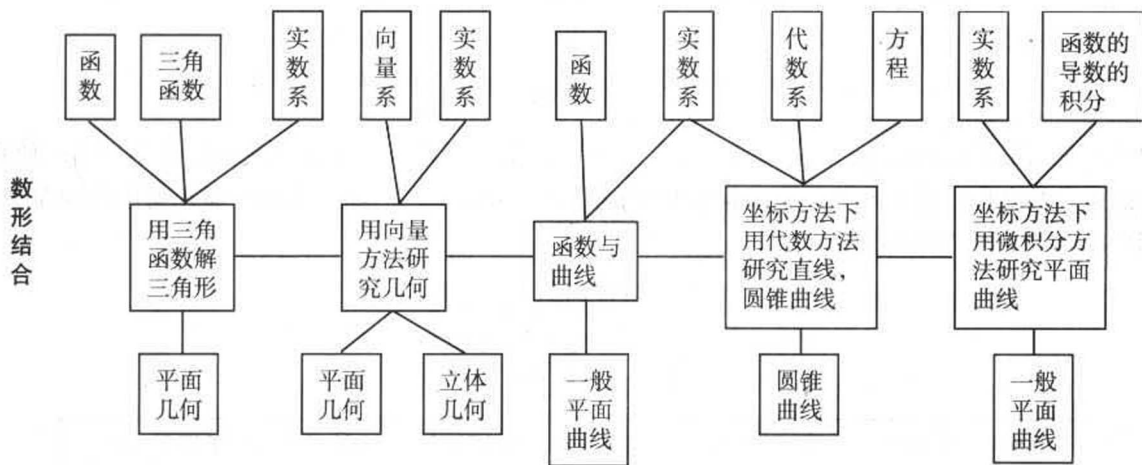 函
数
三角
函数
实
数
系
向
量
系
实
数
系
函
数
实
数
系
代
数
系
方
程
实
数
系
函数的
导数的
积分
数
形
结
合
用三角
函数解
三角形
用向量
方法研
究几何
函数与
曲线
坐标方法下
用代数方法
研究直线，
圆锥曲线
坐标方法下
用微积分方
法研究平面
曲线
平面
几何
平面
几何
立体
几何
一般
平面
曲线
圆锥
曲线
一般
平面
曲线